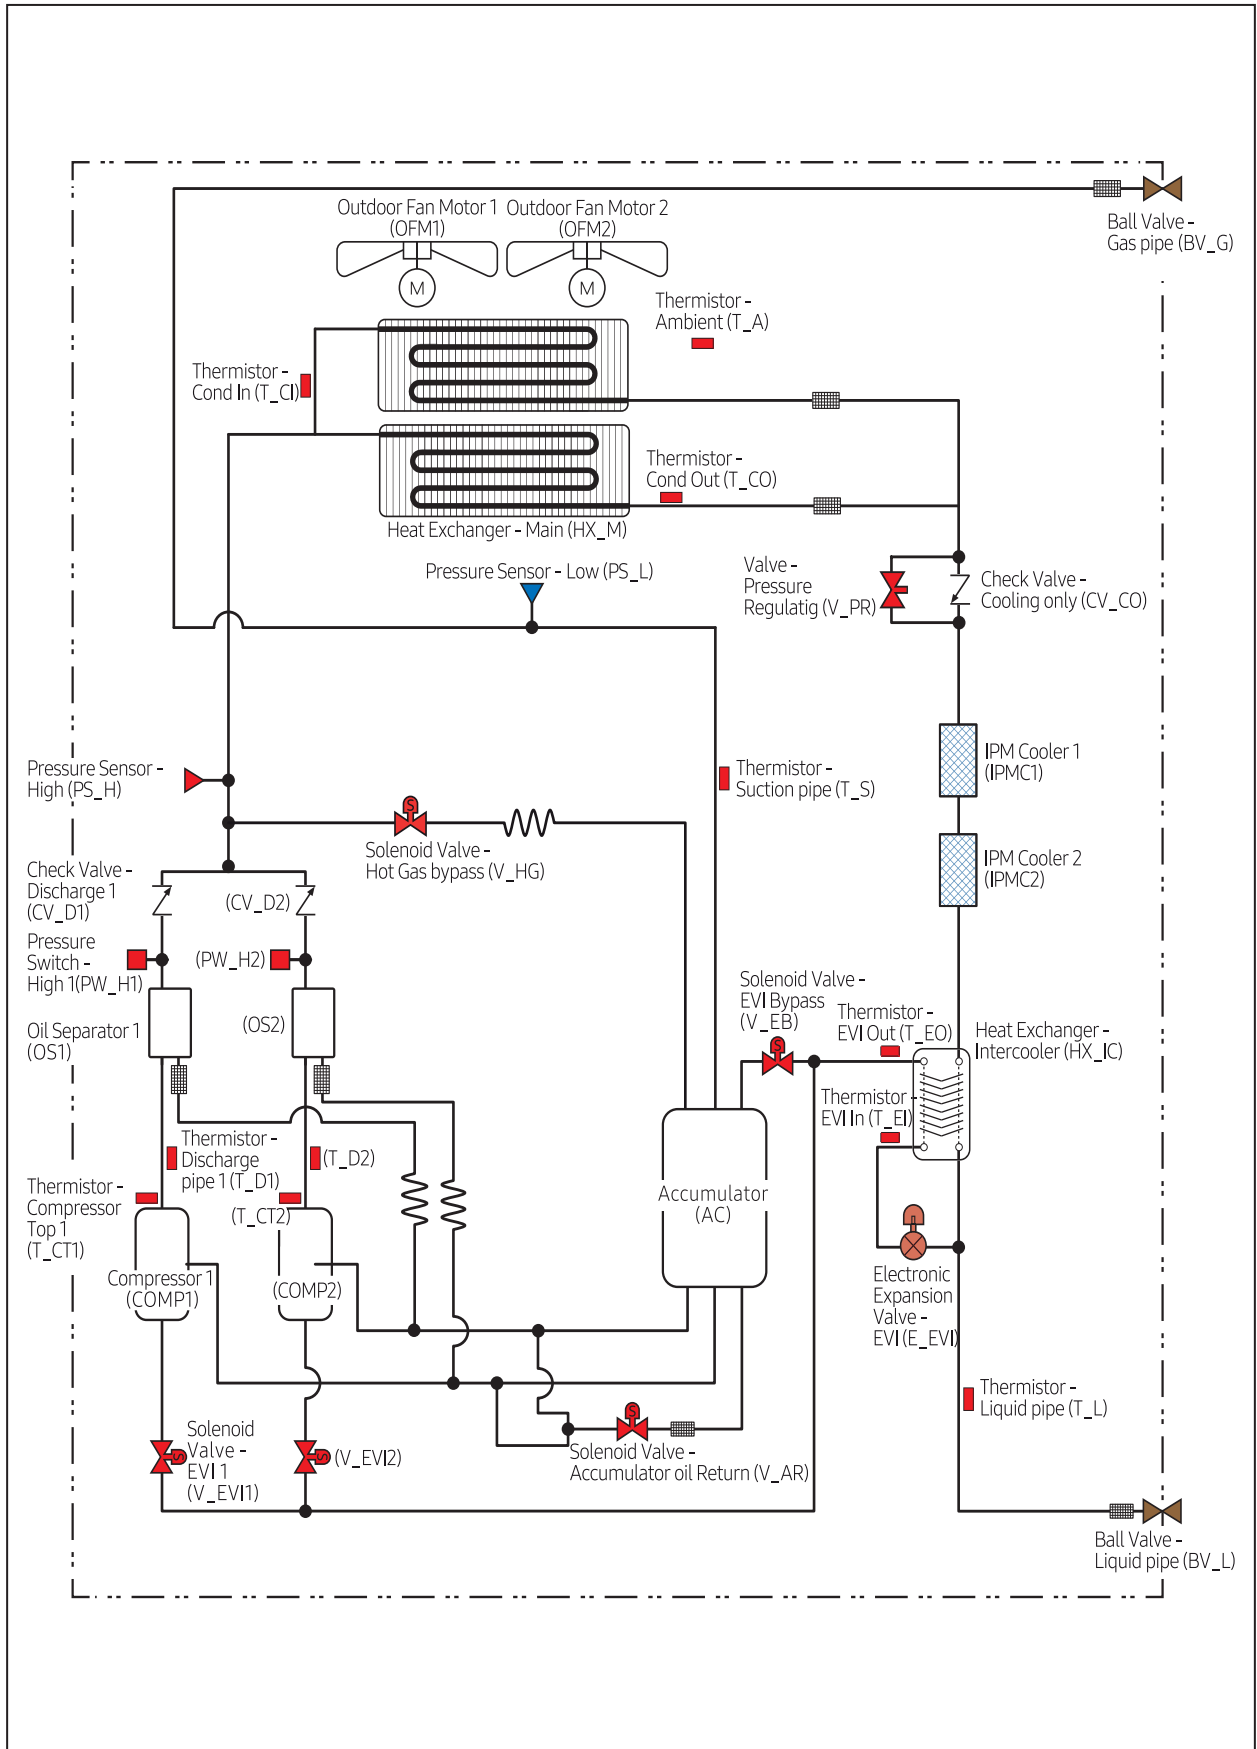 Outdoor Fan Motor 1
(OFM1)
Outdoor Fan Motor 2
(OFM2)
M
M
Ball Valve -
Gas pipe (BV_G)
Thermistor -
Ambient (T_A)
Thermistor -
Cond In (T_CI)
Thermistor -
Cond Out (T_CO)
Heat Exchanger - Main (HX_M)
Pressure Sensor - Low (PS_L)
Valve -
Pressure
Regulatig (V_PR)
Check Valve -
Cooling only (CV_CO)
IPM Cooler 1
(IPMC1)
Pressure Sensor -
High (PS_H)
Thermistor -
Suction pipe (T_S)
S
Solenoid Valve -
Hot Gas bypass (V_HG)
IPM Cooler 2
(IPMC2)
Check Valve -
Discharge 1
(CV_D1)
(CV_D2)
Pressure
Switch -
High 1(PW_H1)
(PW_H2)
Solenoid Valve -
EVI Bypass
(V_EB)
S
Thermistor -
EVI Out (T_EO)
Oil Separator 1
(OS1)
(OS2)
Heat Exchanger -
Intercooler (HX_IC)
Thermistor -
EVI In (T_EI)
Thermistor -
Discharge
pipe 1 (T_D1)
(T_D2)
Thermistor -
Compressor
Top 1
(T_CT1)
(T_CT2)
Accumulator
(AC)
Compressor 1
(COMP1)
(COMP2)
Electronic
Expansion
Valve -
EVI (E_EVI)
Thermistor -
Liquid pipe (T_L)
Solenoid
Valve -
EVI 1
(V_EVI1)
S
S
(V_EVI2)
S
Solenoid Valve -
Accumulator oil Return (V_AR)
Ball Valve -
Liquid pipe (BV_L)